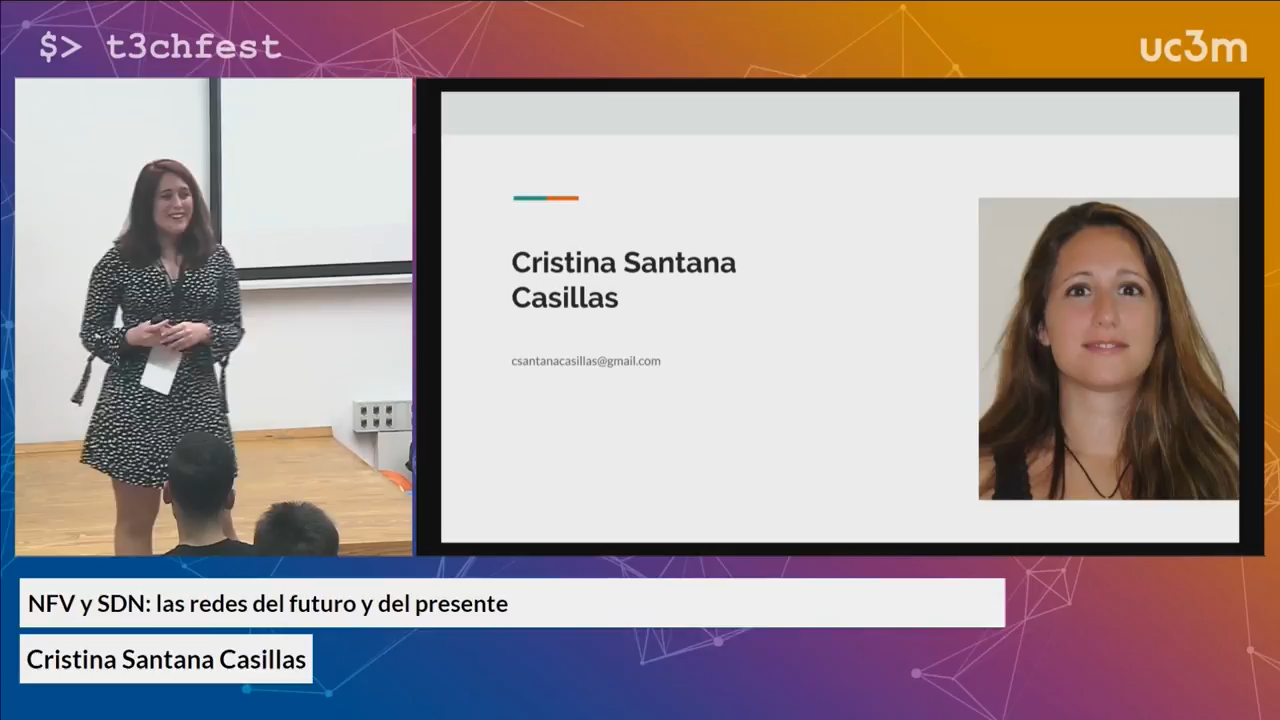 $> t3chfest
uc3m
Cristina Santana
Casillas
csantanacasillas@gmail.com
NFV y SDN: las redes del futuro y del presente
Cristina Santana Casillas